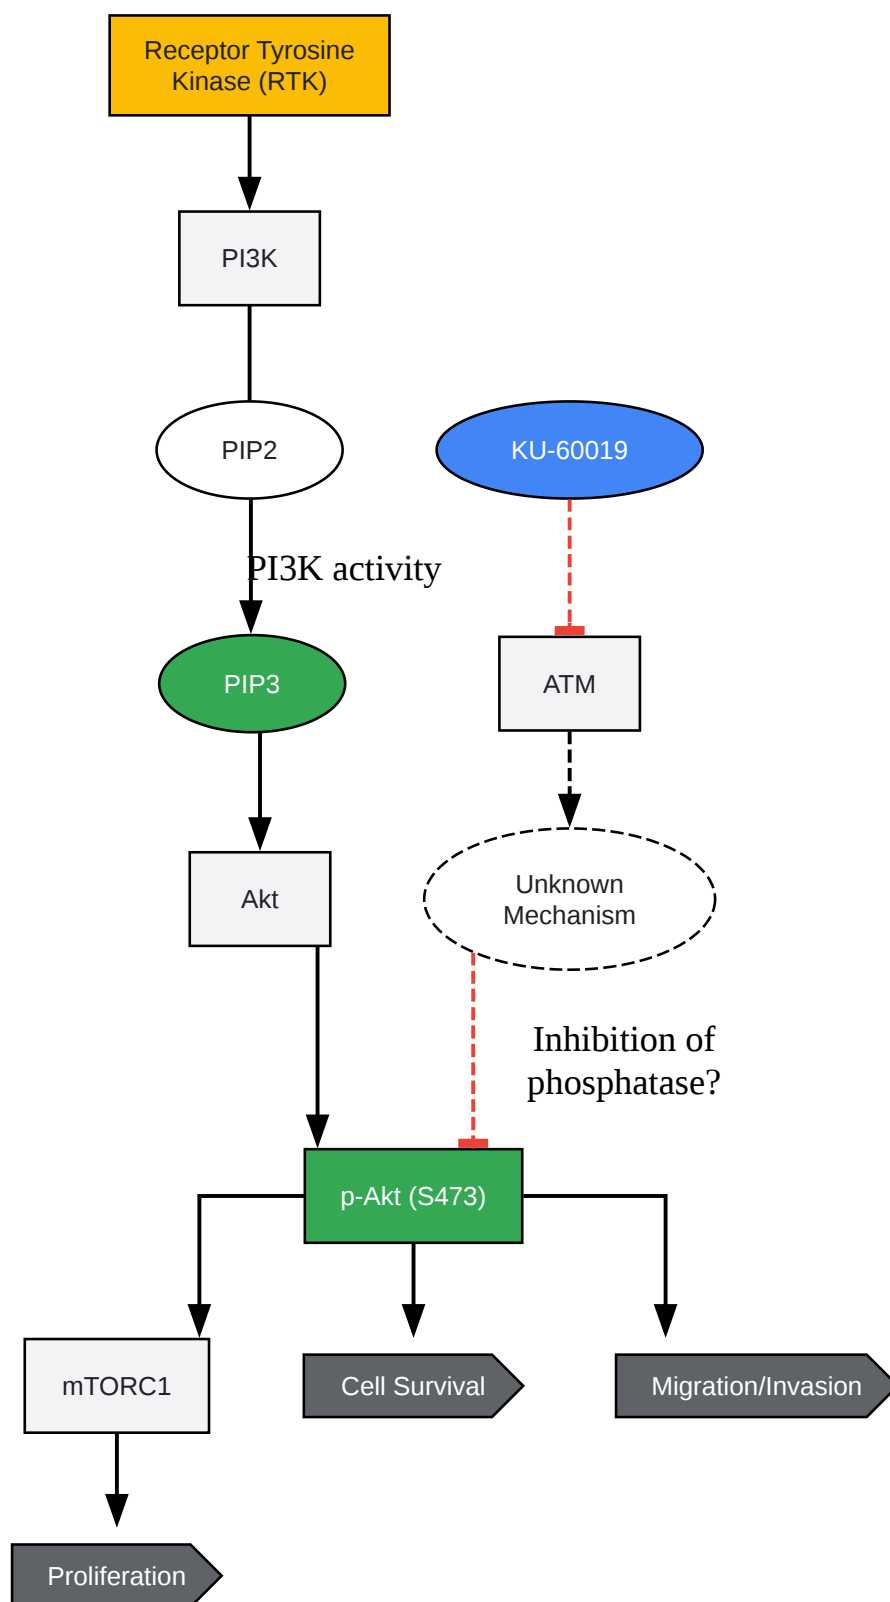 Receptor Tyrosine
Kinase (RTK)
PI3K
PIP2
KU-60019
PI3K activity
PIP3
ATM
Akt
Unknown
Mechanism
Inhibition of
phosphatase?
p-Akt (S473)
mTORC1
Cell Survival
Migration/Invasion
Proliferation